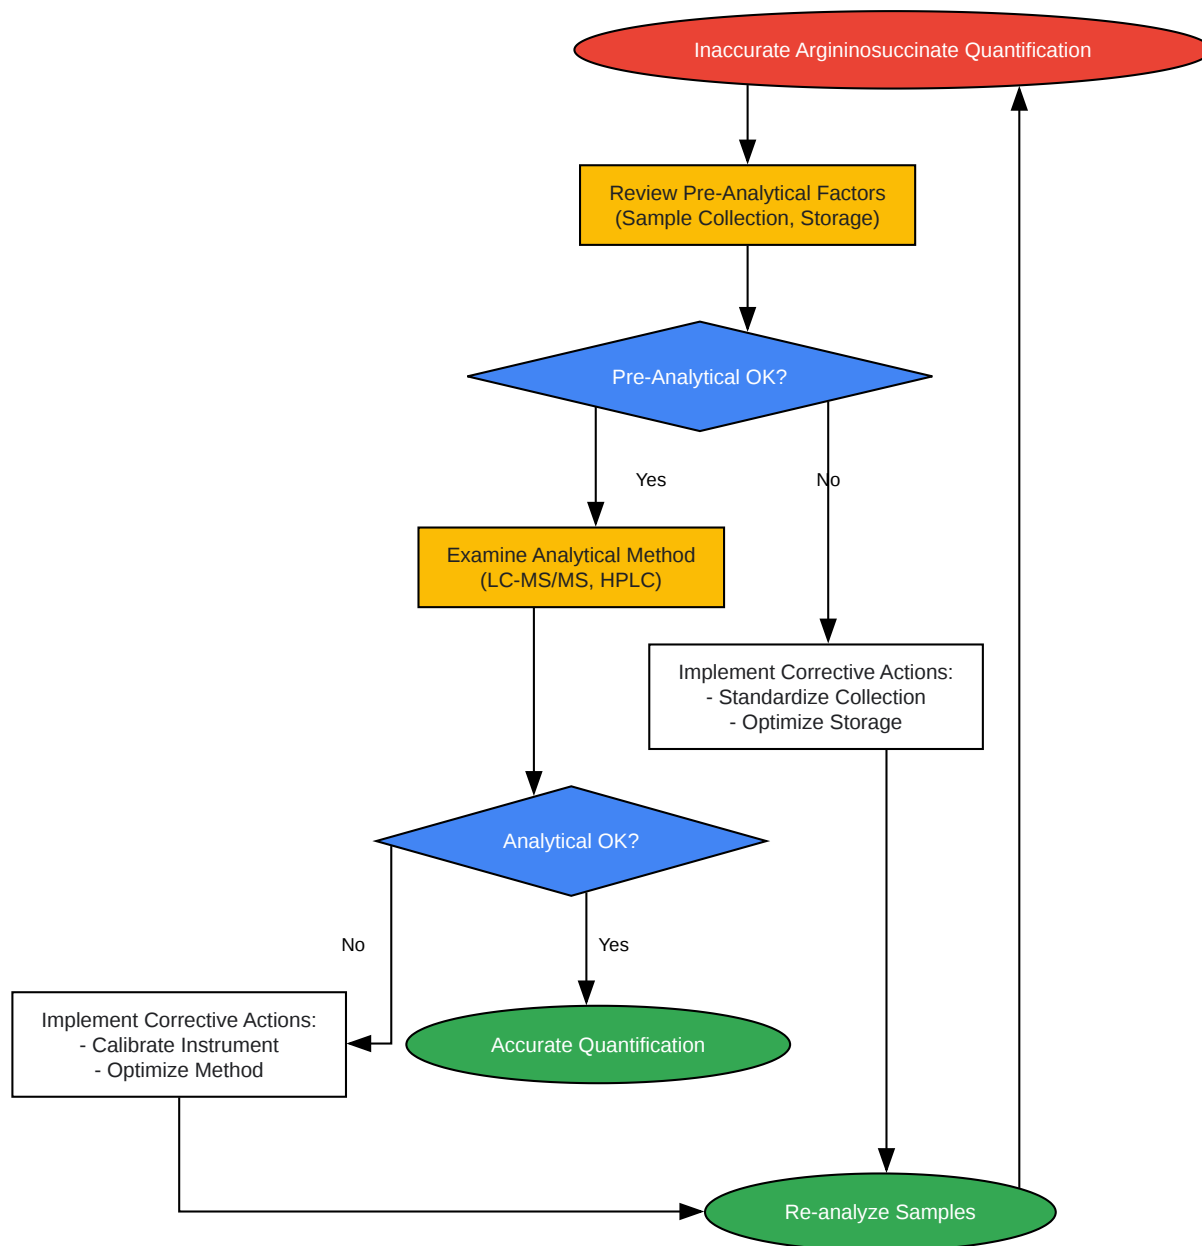 Inaccurate Argininosuccinate Quantification
Review Pre-Analytical Factors
(Sample Collection, Storage)
Pre-Analytical OK?
Yes
No
Examine Analytical Method
(LC-MS/MS, HPLC)
Implement Corrective Actions:
- Standardize Collection
- Optimize Storage
Analytical OK?
No
Yes
Implement Corrective Actions:
- Calibrate Instrument
- Optimize Method
Accurate Quantification
Re-analyze Samples